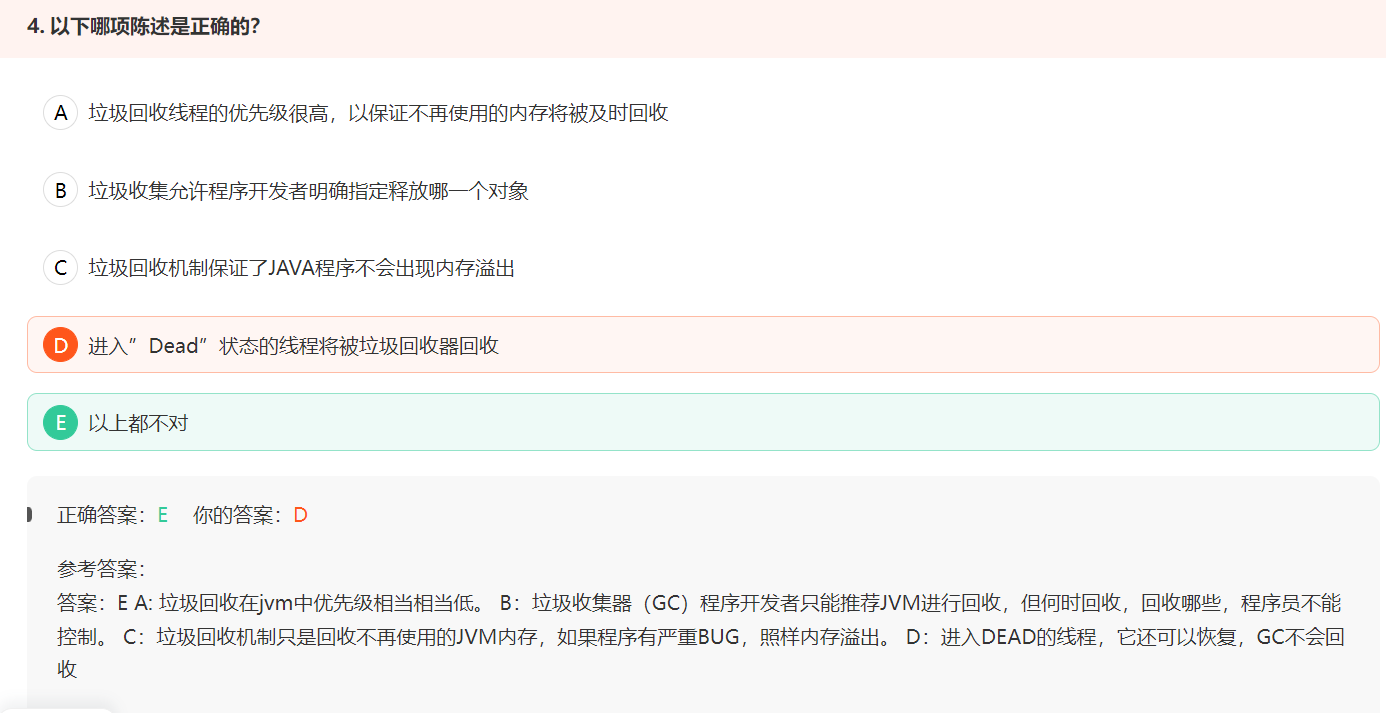 4. 以下哪项陈述是正确的？
A 垃圾回收线程的优先级很高，以保证不再使用的内存将被及时回收
B 垃圾收集允许程序开发者明确指定释放哪一个对象
C 垃圾回收机制保证了JAVA程序不会出现内存溢出
D 进入”Dead”状态的线程将被垃圾回收器回收
E 以上都不对
正确答案：E 你的答案：D
参考答案：
答案：E A: 垃圾回收在jvm中优先级相当相当低。 B：垃圾收集器（GC）程序开发者只能推荐JVM进行回收，但何时回收，回收哪些，程序员不能
控制。 C：垃圾回收机制只是回收不再使用的JVM内存，如果程序有严重BUG，照样内存溢出。 D：进入DEAD的线程，它还可以恢复，GC不会回
收